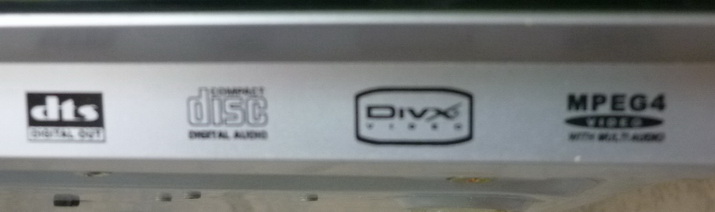 dts
DIGITAL OUT
COMPACT
disc
DIGITAL AUDIO
DivX
VIDEO
MPEG4
VIDEO
WITH MULTI-AUDIO